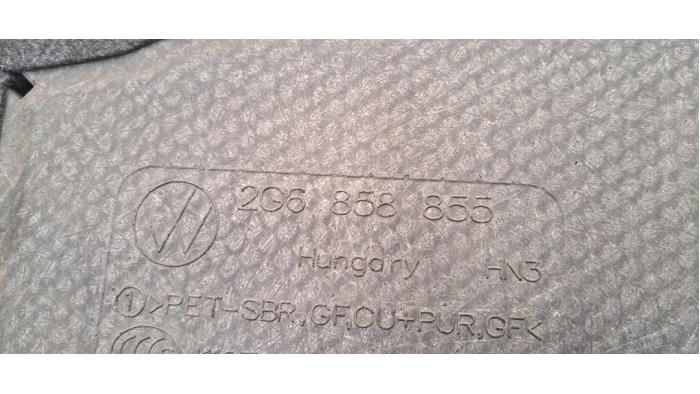 2G6 858 855
Hungary HN3
1 >PET-SBR,GF,CU+PUR,GF<